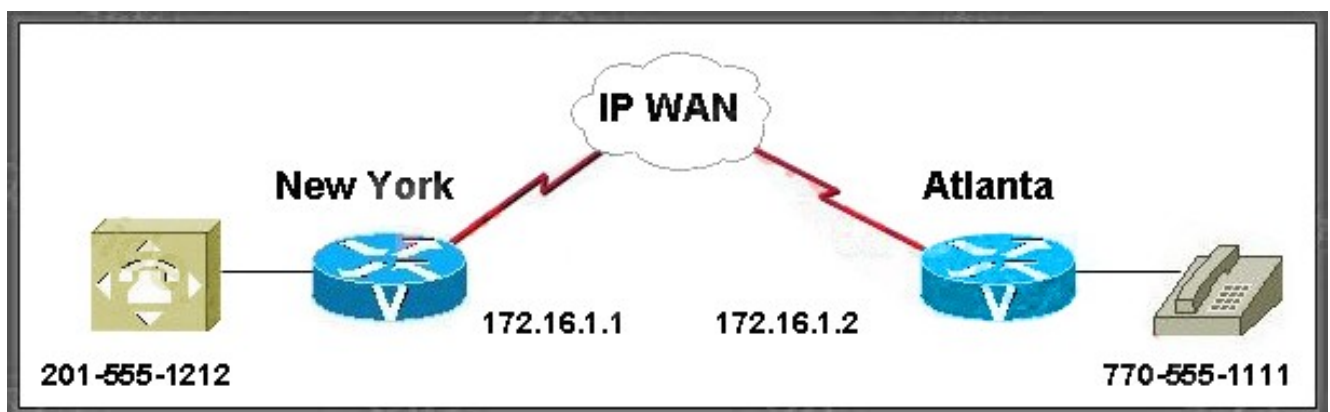 IP WAN
New York
Atlanta
V
V
172.16.1.1
172.16.1.2
201-555-1212
770-555-1111